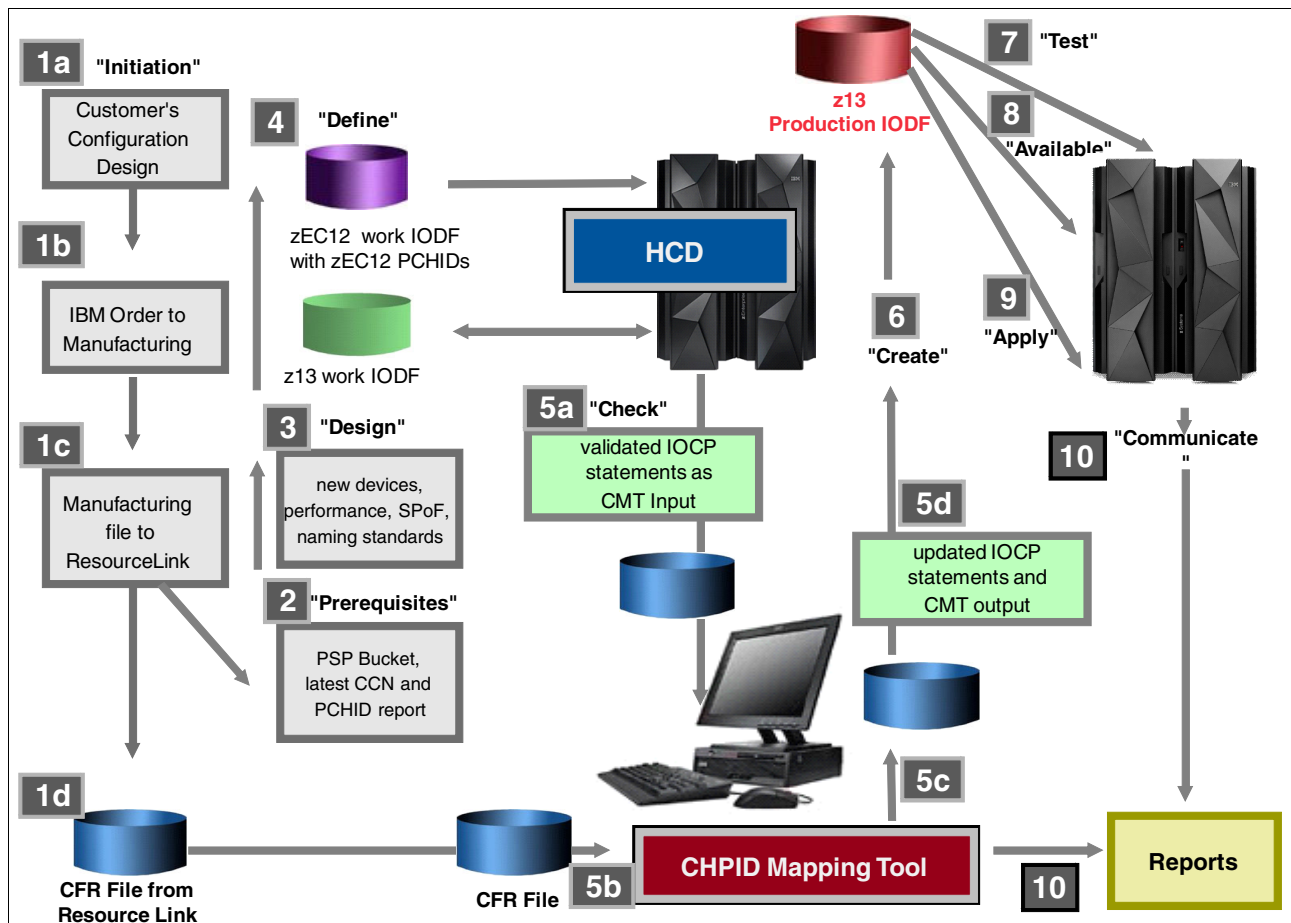 1a
"Initiation"
Customer's
Configuration
Design
1b
IBM Order to
Manufacturing
1c
Manufacturing
file to
ResourceLink
1d
CFR File from
Resource Link
2
"Prerequisites"
PSP Bucket,
latest CCN and
PCHID report
3
"Design"
new devices,
performance, SPoF,
naming standards
4
"Define"
zEC12 work IODF
with zEC12 PCHIDs
z13 work IODF
HCD
5a
"Check"
validated IOCP
statements as
CMT Input
CFR File
5b
CHPID Mapping Tool
5c
5d
updated IOCP
statements and
CMT output
6
"Create"
z13
Production IODF
7
"Test"
8
"Available"
9
"Apply"
10
"Communicate
"
10
Reports